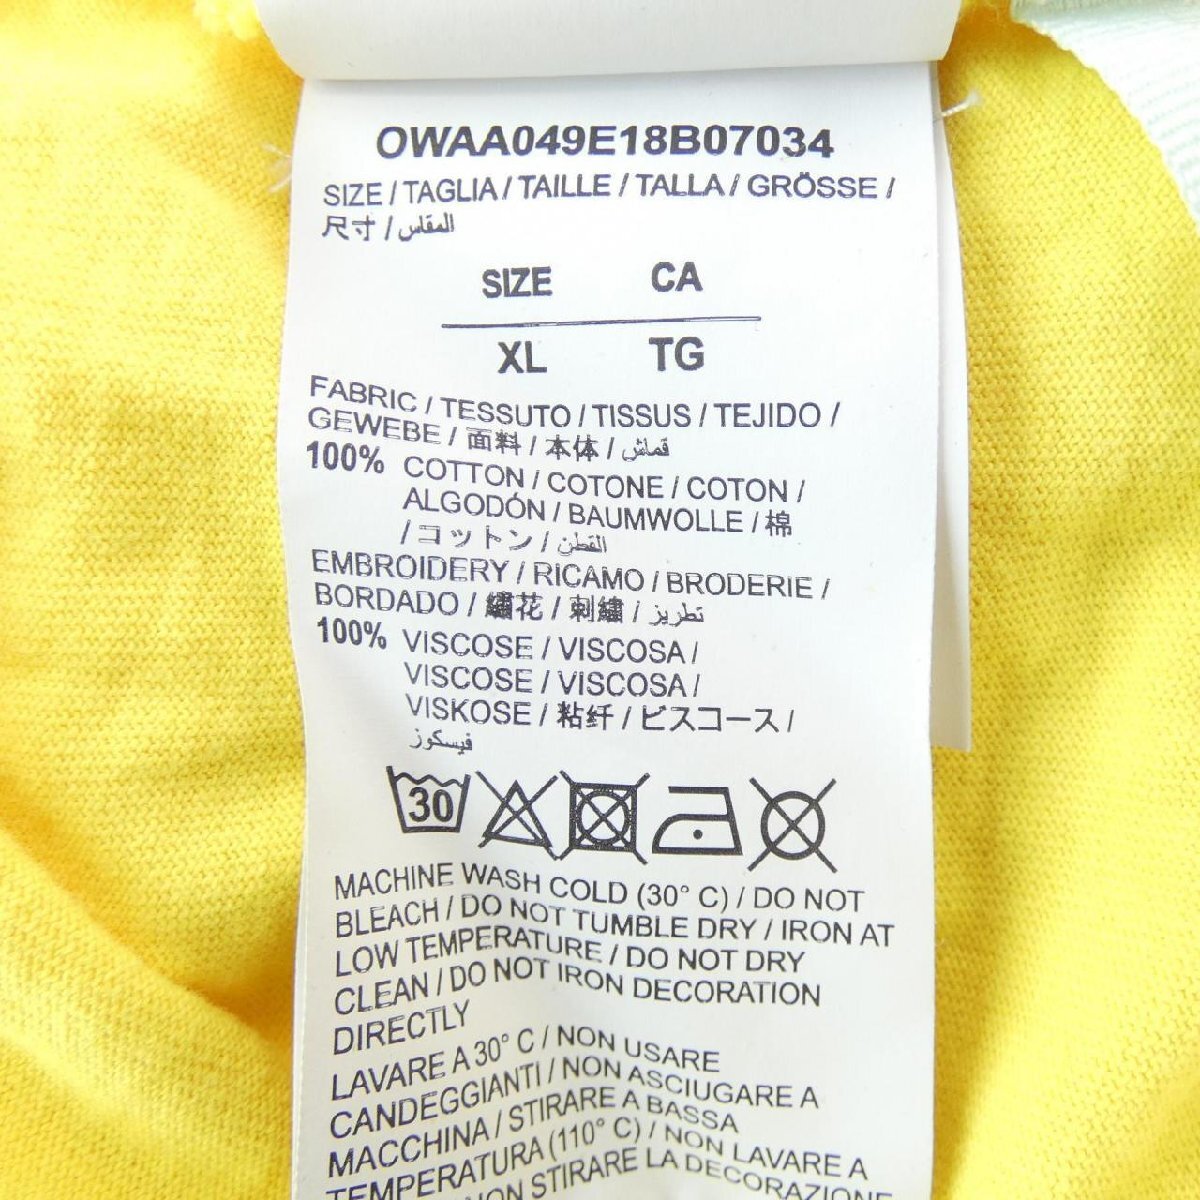 OWAA049E18B07034
SIZE / TAGLIA / TAILLE / TALLA / GRÖSSE /
尺寸 / المقاس
SIZE CA
XL TG
FABRIC / TESSUTO / TISSUS / TEJIDO /
GEWEBE / 面料 / 本体 / قماش
100% COTTON / COTONE / COTON /
ALGODÓN / BAUMWOLLE / 棉
/ コットン / القطن
EMBROIDERY / RICAMO / BRODERIE /
BORDADO / 繡花 / 刺繍 / تطريز
100% VISCOSE / VISCOSA /
VISCOSE / VISCOSA /
VISKOSE / 粘纤 / ビスコース /
فيسكوز
30
MACHINE WASH COLD (30° C) / DO NOT
BLEACH / DO NOT TUMBLE DRY / IRON AT
LOW TEMPERATURE / DO NOT DRY
CLEAN / DO NOT IRON DECORATION
DIRECTLY
LAVARE A 30° C / NON USARE
CANDEGGIANTI / NON ASCIUGARE A
MACCHINA / STIRARE A BASSA
TEMPERATURA (110° C) / NON LAVARE A
NON STIRARE LA DECORAZIONE